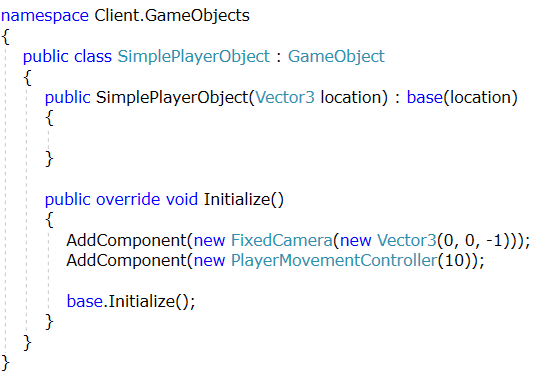 namespace Client.GameObjects
{
public class SimplePlayerObject : GameObject
{
public SimplePlayerObject(Vector3 location) : base(location)
{
}
public override void Initialize()
{
AddComponent(new FixedCamera(new Vector3(0, 0, -1)));
AddComponent(new PlayerMovementController(10));
base.Initialize();
}
}
}